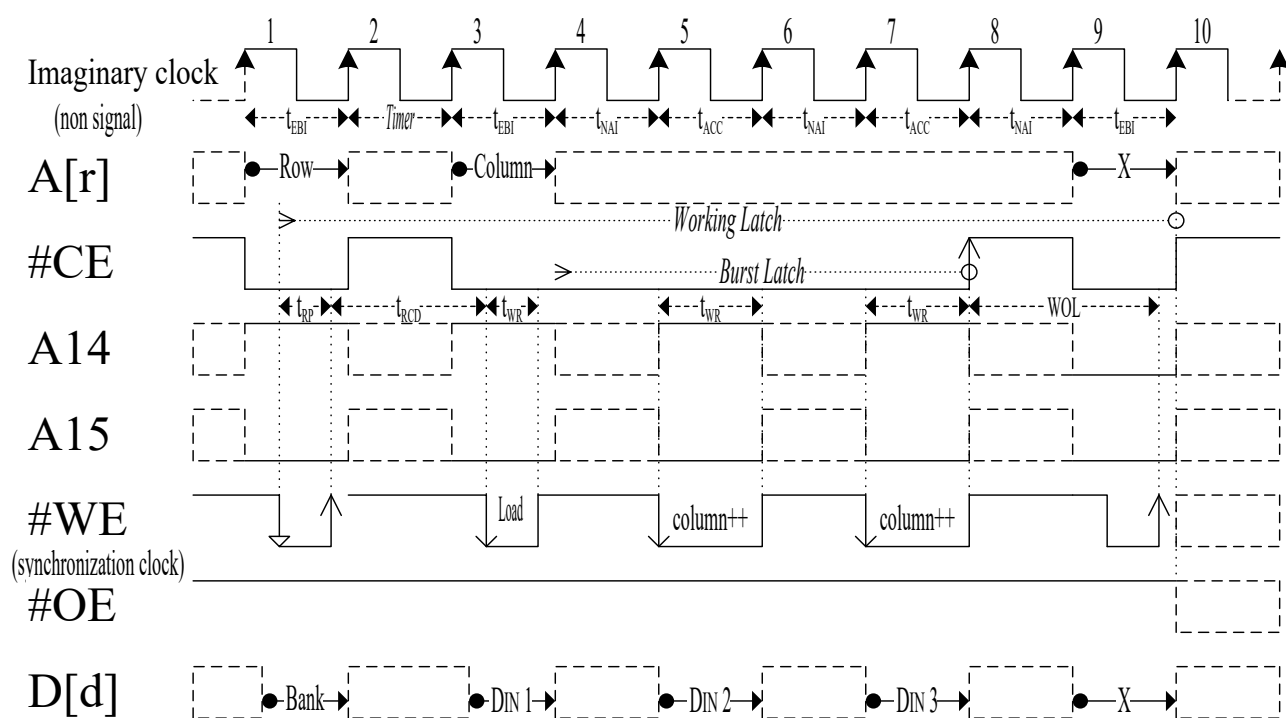 1 2 3 4 5 6 7 8 9 10
Imaginary clock
(non signal)
tEBI Timer tEBI tNAI tACC tNAI tACC tNAI tEBI
A[r] Row Column X
Working Latch
#CE
Burst Latch
tRP tRCD tWR tWR tWR WOL
A14
A15
#WE Load column++ column++
(synchronization clock)
#OE
D[d] Bank DIN 1 DIN 2 DIN 3 X